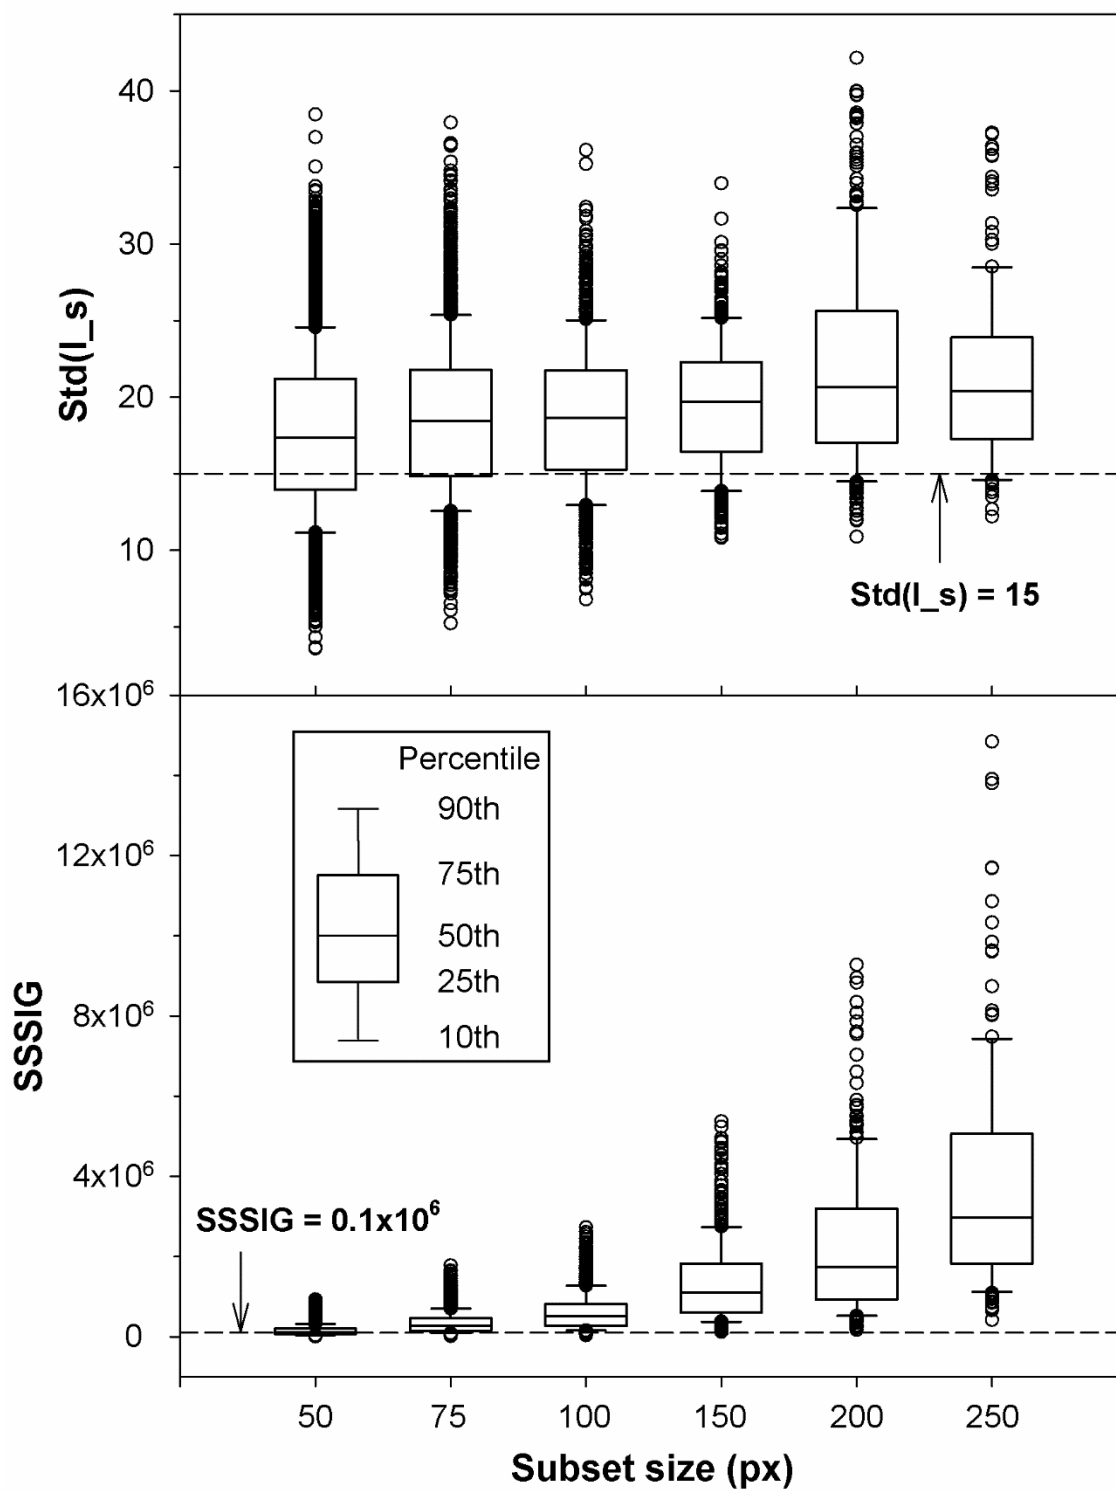 40
30
20
10
Std(I_s)
Std(I_s) = 15
16x10⁶
12x10⁶
8x10⁶
4x10⁶
0
SSSIG
Percentile
90th
75th
50th
25th
10th
SSSIG = 0.1x10⁶
50 75 100 150 200 250
Subset size (px)